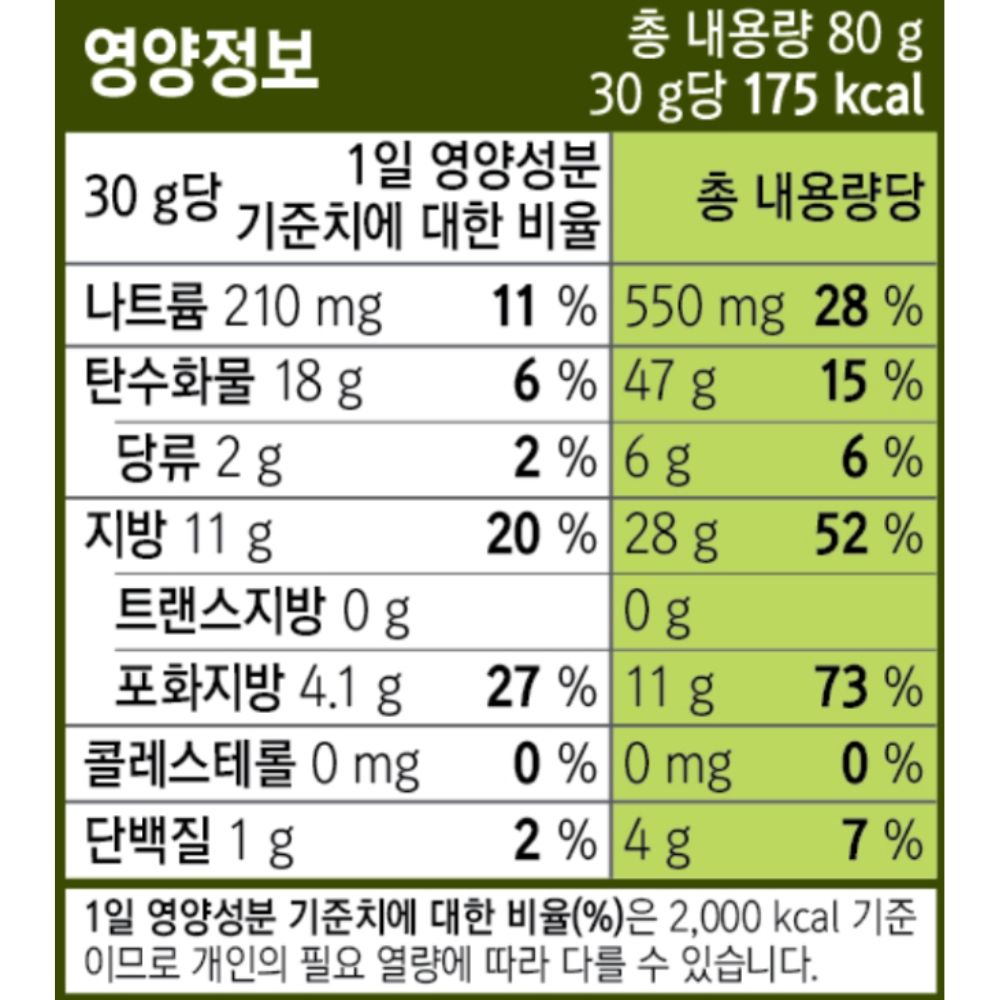 영양정보
총 내용량 80 g
30 g당 175 kcal
30 g당 1일 영양성분 기준치에 대한 비율 총 내용량당
나트륨 210 mg 11 % 550 mg 28 %
탄수화물 18 g 6 % 47 g 15 %
당류 2 g 2 % 6 g 6 %
지방 11 g 20 % 28 g 52 %
트랜스지방 0 g 0 g
포화지방 4.1 g 27 % 11 g 73 %
콜레스테롤 0 mg 0 % 0 mg 0 %
단백질 1 g 2 % 4 g 7 %
1일 영양성분 기준치에 대한 비율(%)은 2,000 kcal 기준
이므로 개인의 필요 열량에 따라 다를 수 있습니다.